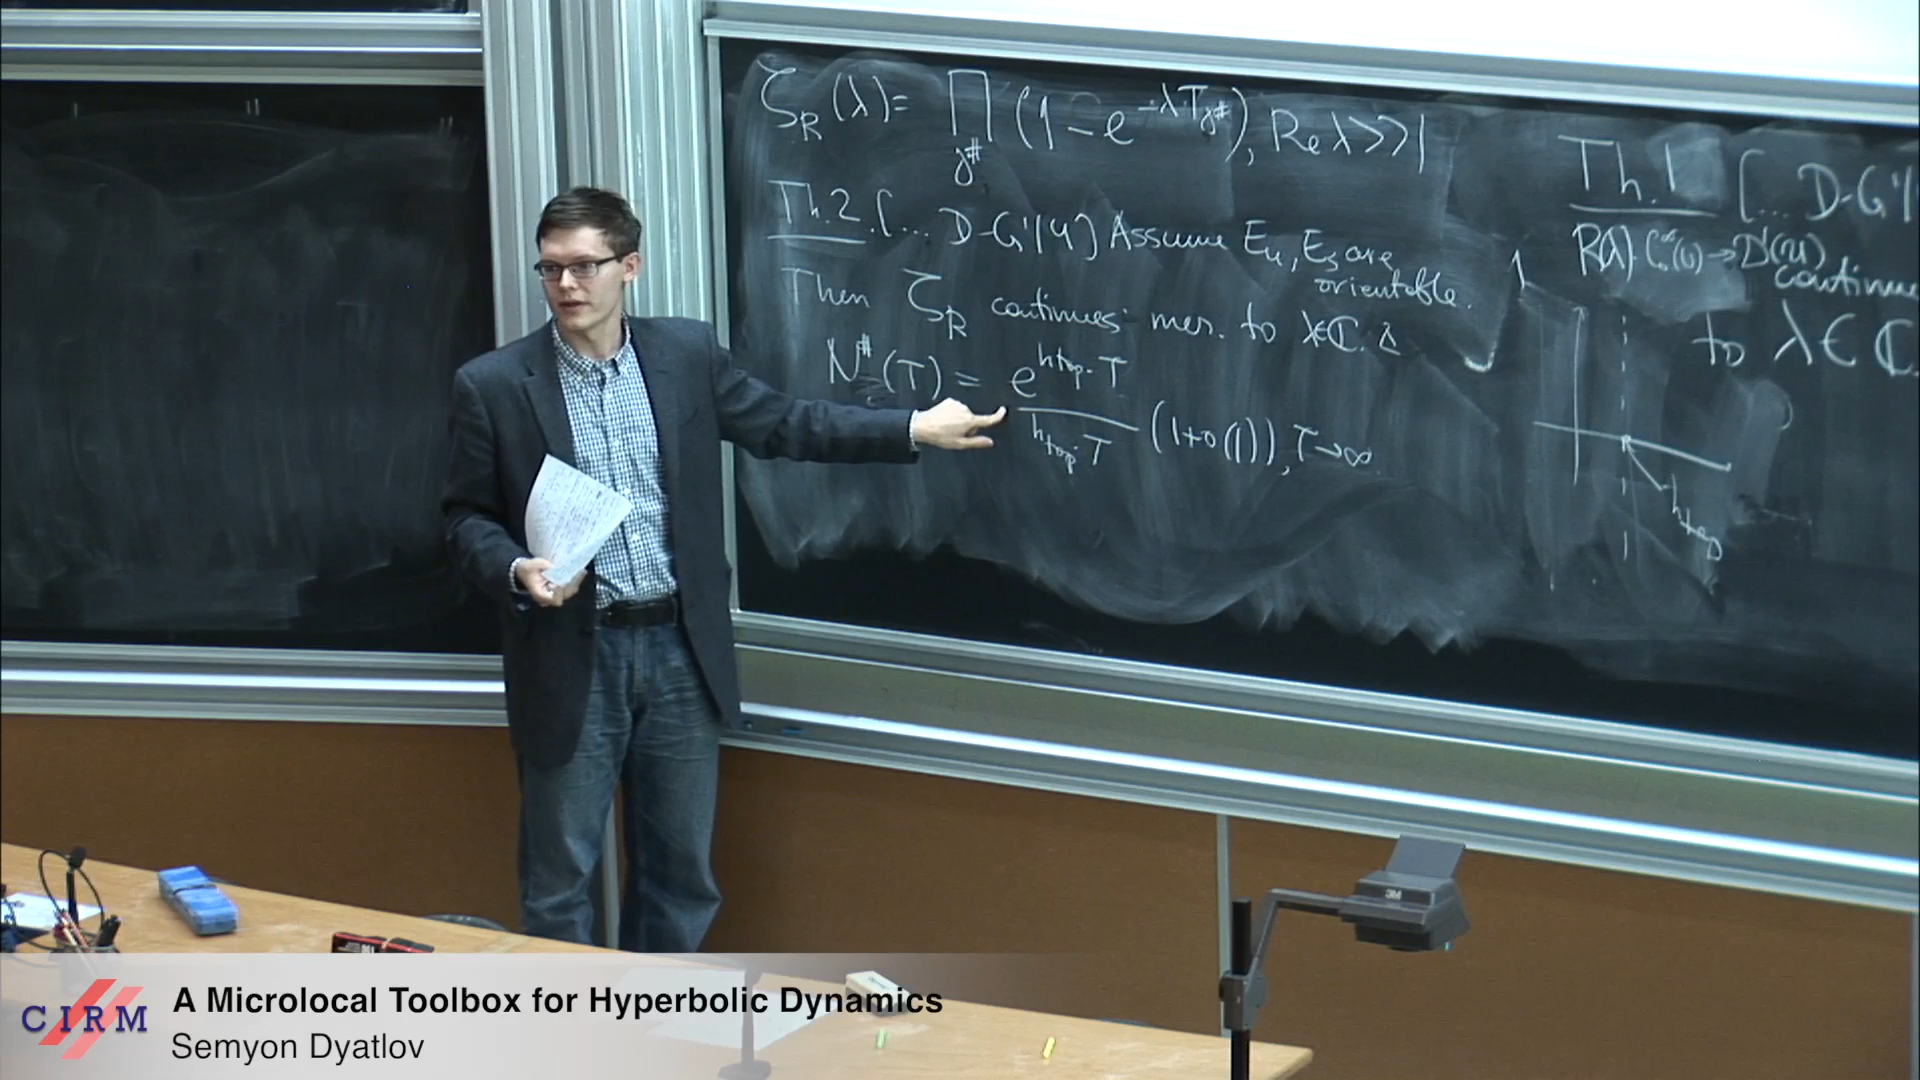 ζ_R(λ) = ∏_{γ^#} (1 - e^{-λT_{γ^#}}), Re λ>>1
Th.2. [... D-G'14] Assume E_u, E_s are
orientable.
Then ζ_R continues mer. to λ∈ℂ.
N^#(T) = e^{h_top · T} / h_top · T (1+o(1)), T→∞.
Th.1 [... D-G'1
R(λ): C^∞(U) → D'(U)
continue
to λ∈ℂ.
h_top
3M
CIRM
A Microlocal Toolbox for Hyperbolic Dynamics
Semyon Dyatlov